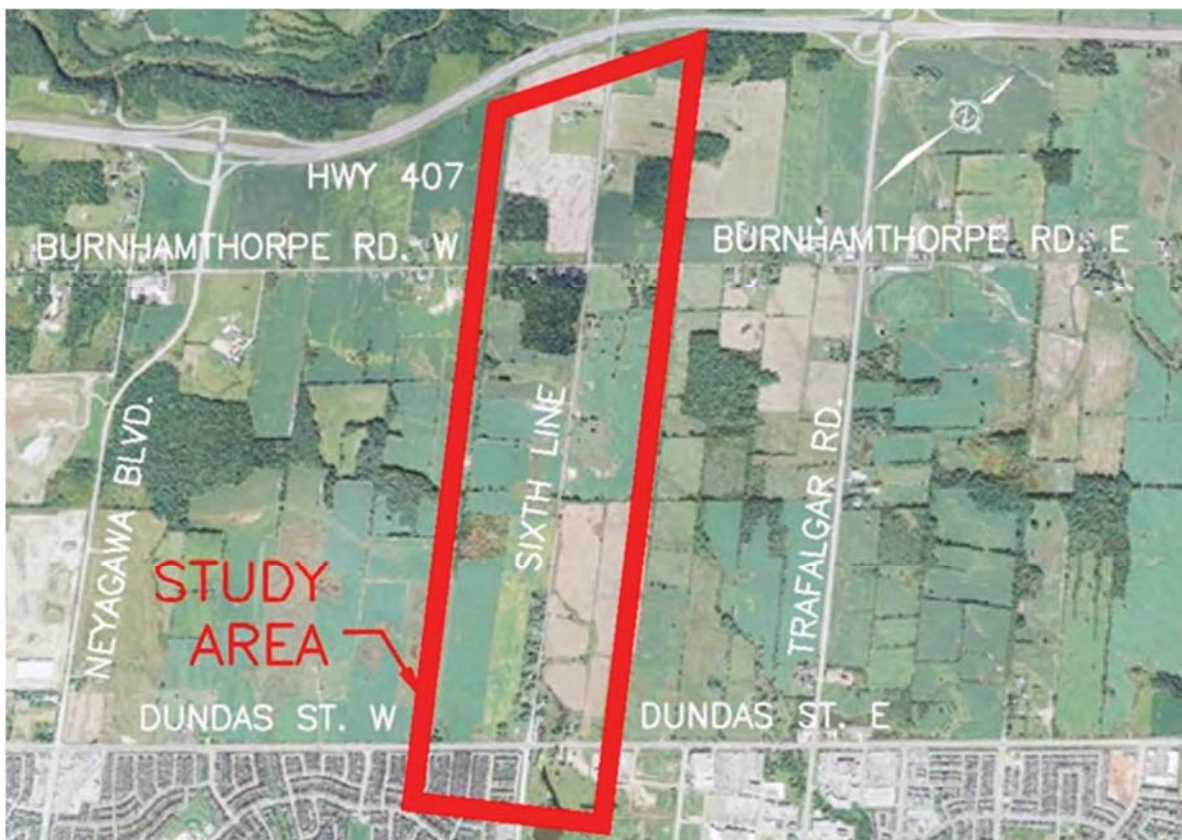 HWY 407
BURNHAMTHORPE RD. W
BURNHAMTHORPE RD. E
NEYAGAWA BLVD.
SIXTH LINE
TRAFALGAR RD.
STUDY
AREA
DUNDAS ST. W
DUNDAS ST. E
N